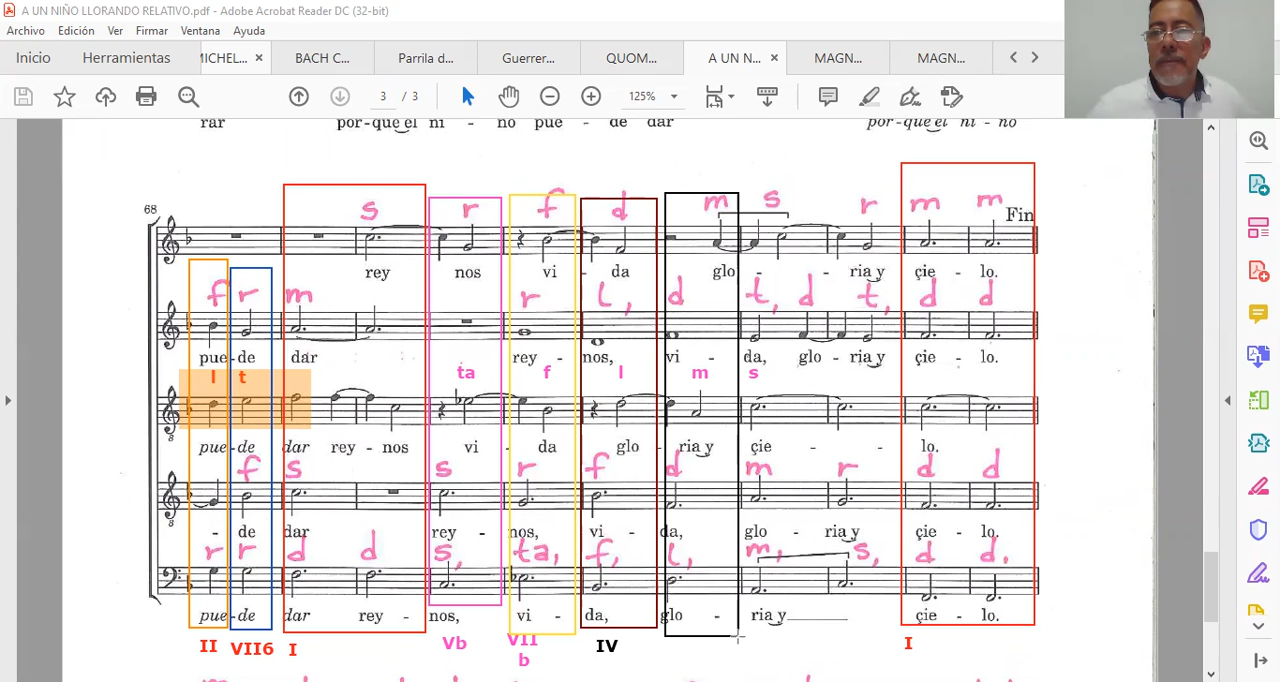 A UN NIÑO LLORANDO RELATIVO.pdf - Adobe Acrobat Reader DC (32-bit)
Archivo Edición Ver Firmar Ventana Ayuda
Inicio Herramientas MICHEL... × BACH C... Parrila d... Guerrer... QUOM... A UN N... × MAGN... MAGN...
3 / 3 125%
rar por-que el ni - no pue - de dar por-que el ni - no
68
s r f d m s r m m
Fin
rey nos vi - da glo - - ria y çie - lo.
f r m r l, d t, d t, d d
pue-de dar rey - nos, vi - da, glo - ria y çie - lo.
l t ta f l m s
pue-de dar rey - nos vi - da glo - ria y çie - lo.
f s s r f d m r d d
- de dar rey - nos, vi - da, glo - ria y çie - lo.
r r d d s, ta, f, l, m, s, d d,
pue-de dar rey - nos, vi - da, glo - ria y çie - lo.
II VII6 I Vb VII b IV I